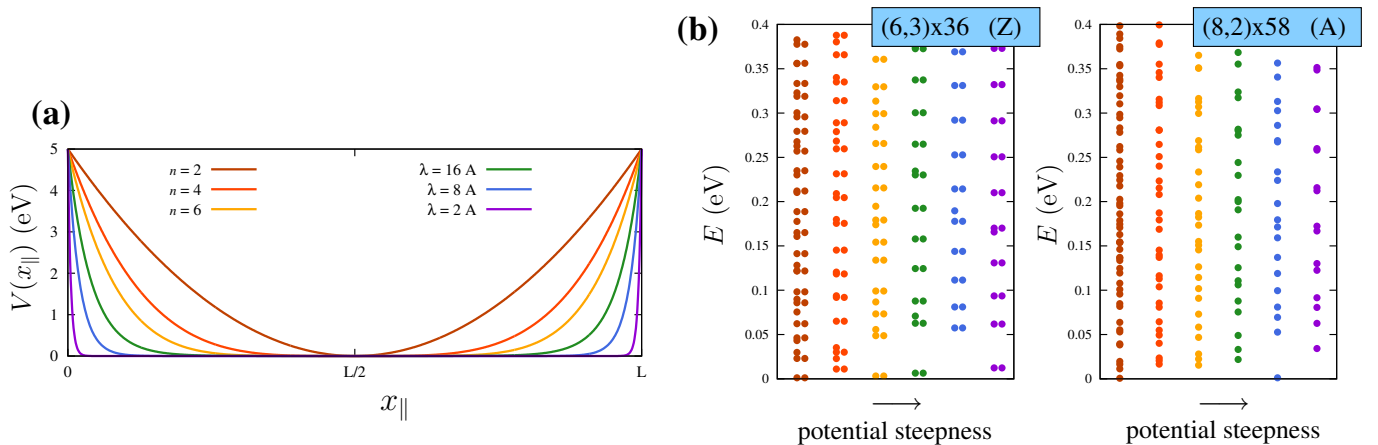 (a)
V(x∥) (eV)
5
4
3
2
1
0
n = 2
n = 4
n = 6
λ = 16 A
λ = 8 A
λ = 2 A
0
L/2
L
x∥
(b)
(6,3)x36 (Z)
E (eV)
0.4
0.35
0.3
0.25
0.2
0.15
0.1
0.05
0
potential steepness
(8,2)x58 (A)
E (eV)
0.4
0.35
0.3
0.25
0.2
0.15
0.1
0.05
0
potential steepness